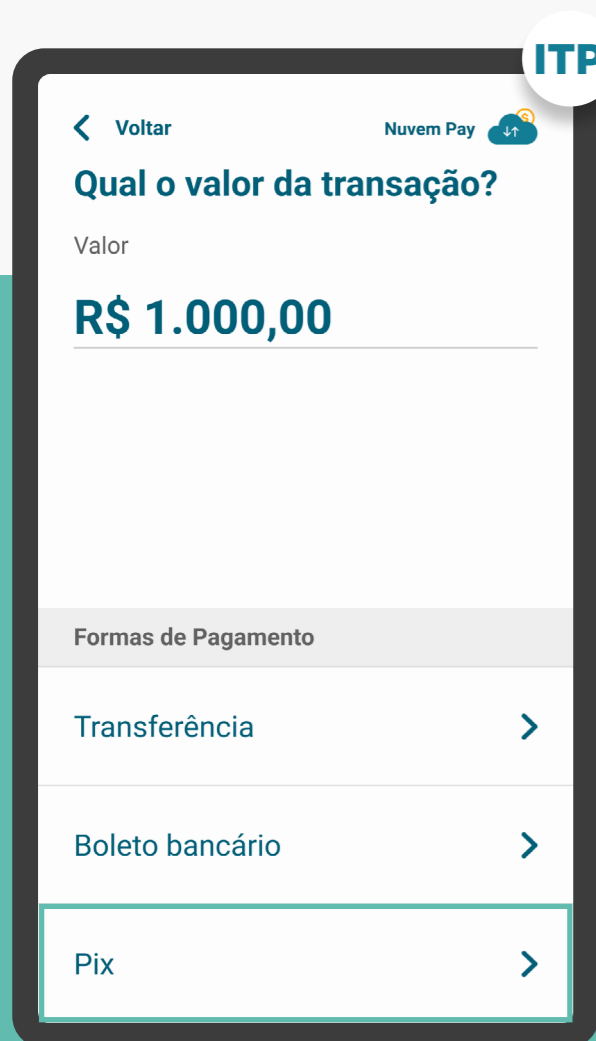 ITP
Voltar
Nuvem Pay
Qual o valor da transação?
Valor
R$ 1.000,00
Formas de Pagamento
Transferência
Boleto bancário
Pix